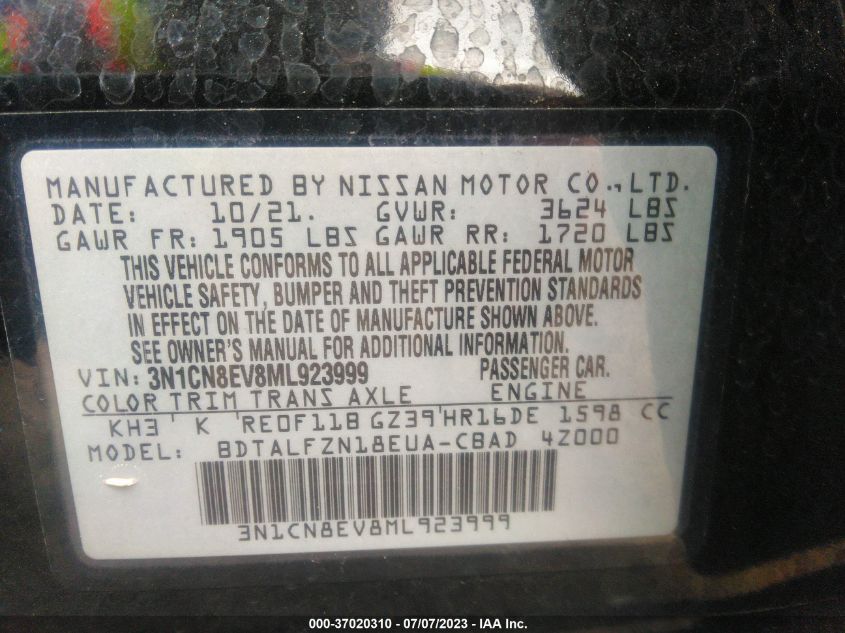 MANUFACTURED BY NISSAN MOTOR CO.,LTD.
DATE: 10/21. GVWR: 3624 LBS
GAWR FR: 1905 LBS GAWR RR: 1720 LBS
THIS VEHICLE CONFORMS TO ALL APPLICABLE FEDERAL MOTOR
VEHICLE SAFETY, BUMPER AND THEFT PREVENTION STANDARDS
IN EFFECT ON THE DATE OF MANUFACTURE SHOWN ABOVE.
SEE OWNER'S MANUAL FOR ADDITIONAL INFORMATION.
VIN: 3N1CN8EV8ML923999 PASSENGER CAR.
COLOR TRIM TRANS AXLE ENGINE
KH3 K RE0F11B GZ39 HR16DE 1598 CC
MODEL: BDTALFZN18EUA-CBAD 4Z000
3N1CN8EV8ML923999
000-37020310 - 07/07/2023 - IAA Inc.